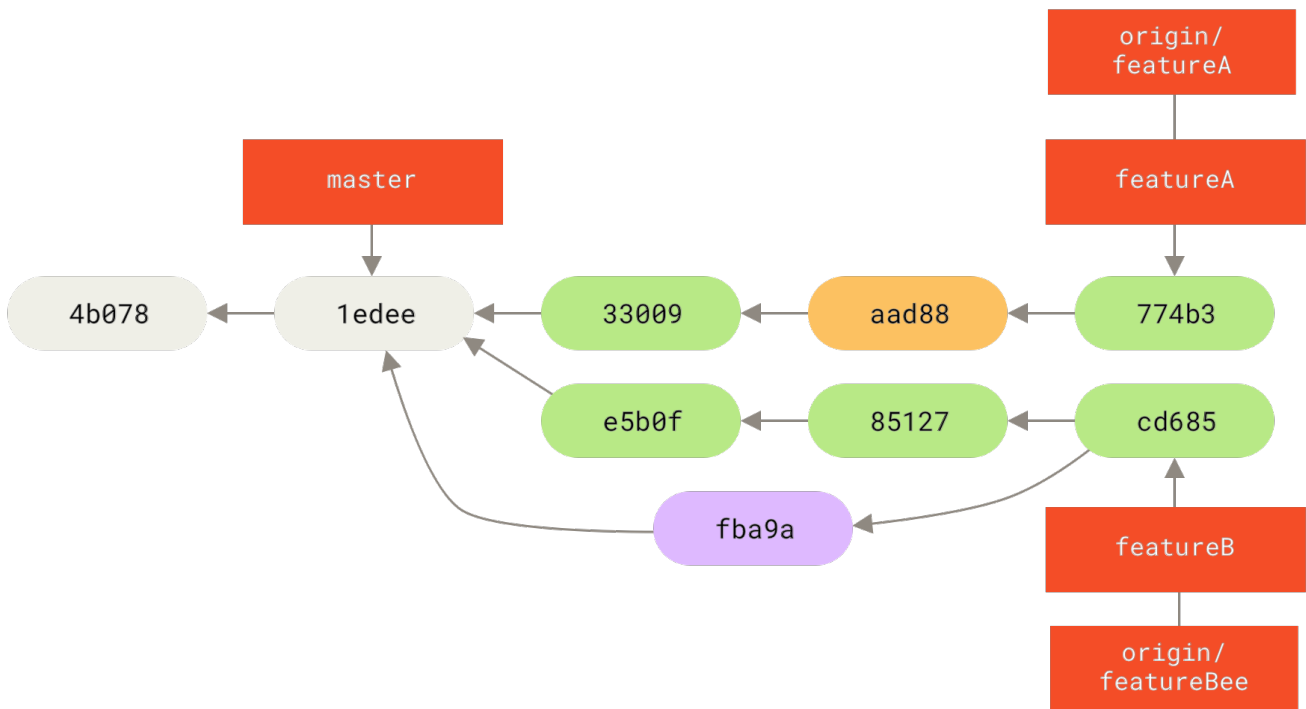 origin/
featureA
master
featureA
4b078
1edee
33009
aad88
774b3
e5b0f
85127
cd685
fba9a
featureB
origin/
featureBee